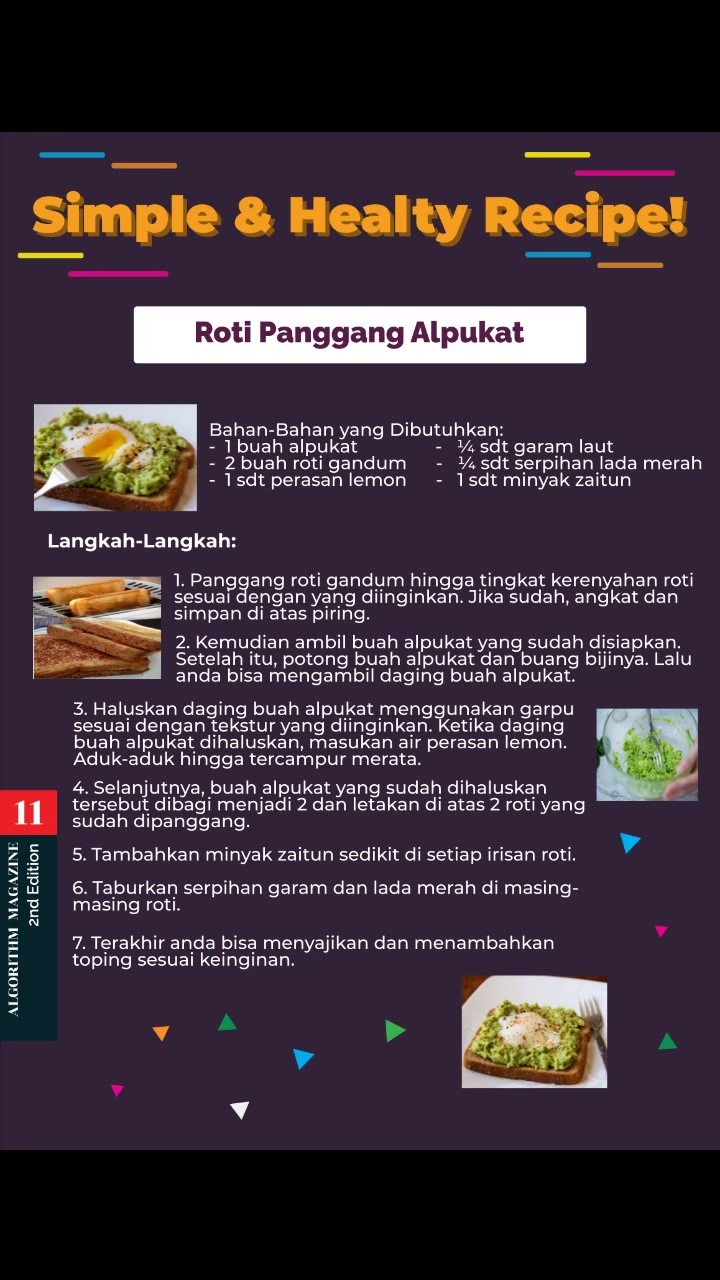 Simple & Healty Recipe!
Roti Panggang Alpukat
Bahan-Bahan yang Dibutuhkan:
- 1 buah alpukat
- 2 buah roti gandum
- 1 sdt perasan lemon
- ¼ sdt garam laut
- ¼ sdt serpihan lada merah
- 1 sdt minyak zaitun
Langkah-Langkah:
1. Panggang roti gandum hingga tingkat kerenyahan roti
sesuai dengan yang diinginkan. Jika sudah, angkat dan
simpan di atas piring.
2. Kemudian ambil buah alpukat yang sudah disiapkan.
Setelah itu, potong buah alpukat dan buang bijinya. Lalu
anda bisa mengambil daging buah alpukat.
3. Haluskan daging buah alpukat menggunakan garpu
sesuai dengan tekstur yang diinginkan. Ketika daging
buah alpukat dihaluskan, masukan air perasan lemon.
Aduk-aduk hingga tercampur merata.
4. Selanjutnya, buah alpukat yang sudah dihaluskan
tersebut dibagi menjadi 2 dan letakan di atas 2 roti yang
sudah dipanggang.
5. Tambahkan minyak zaitun sedikit di setiap irisan roti.
6. Taburkan serpihan garam dan lada merah di masing-
masing roti.
7. Terakhir anda bisa menyajikan dan menambahkan
toping sesuai keinginan.
11
ALGORITHM MAGAZINE
2nd Edition